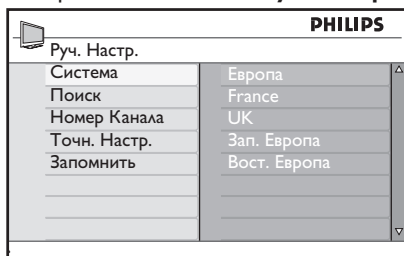 PHILIPS
Руч. Настр.
Система
Поиск
Номер Канала
Точн. Настр.
Запомнить
Европа
France
UK
Зап. Европа
Вост. Европа